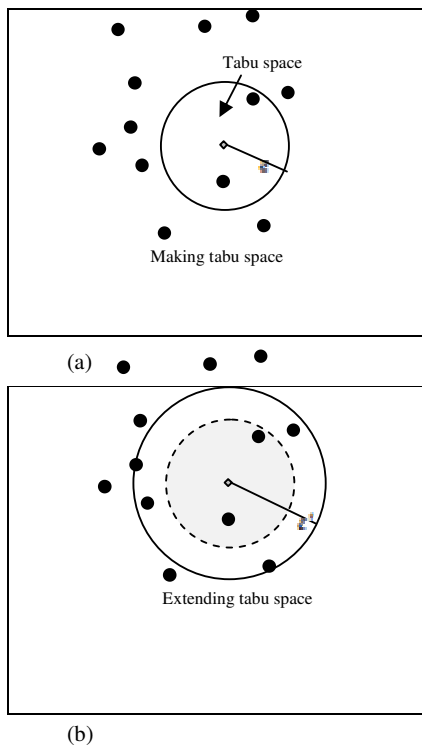 Tabu space
Making tabu space
(a)
Extending tabu space
(b)